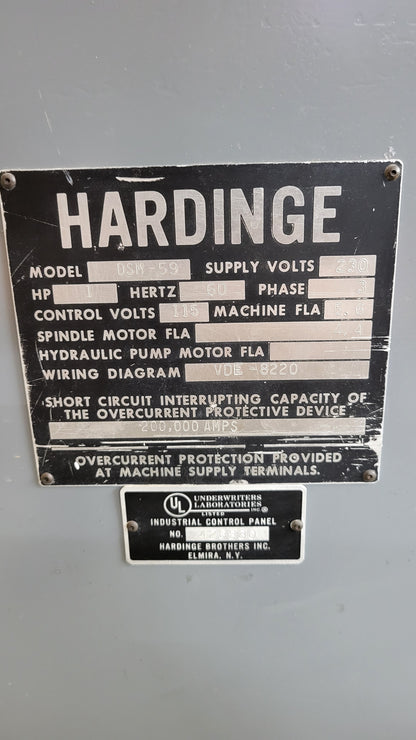 HARDINGE
MODEL DSM-59 SUPPLY VOLTS 230
HP 1 HERTZ 60 PHASE 3
CONTROL VOLTS 115 MACHINE FLA
SPINDLE MOTOR FLA
HYDRAULIC PUMP MOTOR FLA
WIRING DIAGRAM VDE-8220
SHORT CIRCUIT INTERRUPTING CAPACITY OF
THE OVERCURRENT PROTECTIVE DEVICE
200,000 AMPS
OVERCURRENT PROTECTION PROVIDED
AT MACHINE SUPPLY TERMINALS.
UL UNDERWRITERS
LABORATORIES
INC.®
LISTED
INDUSTRIAL CONTROL PANEL
NO.
HARDINGE BROTHERS INC.
ELMIRA, N.Y.